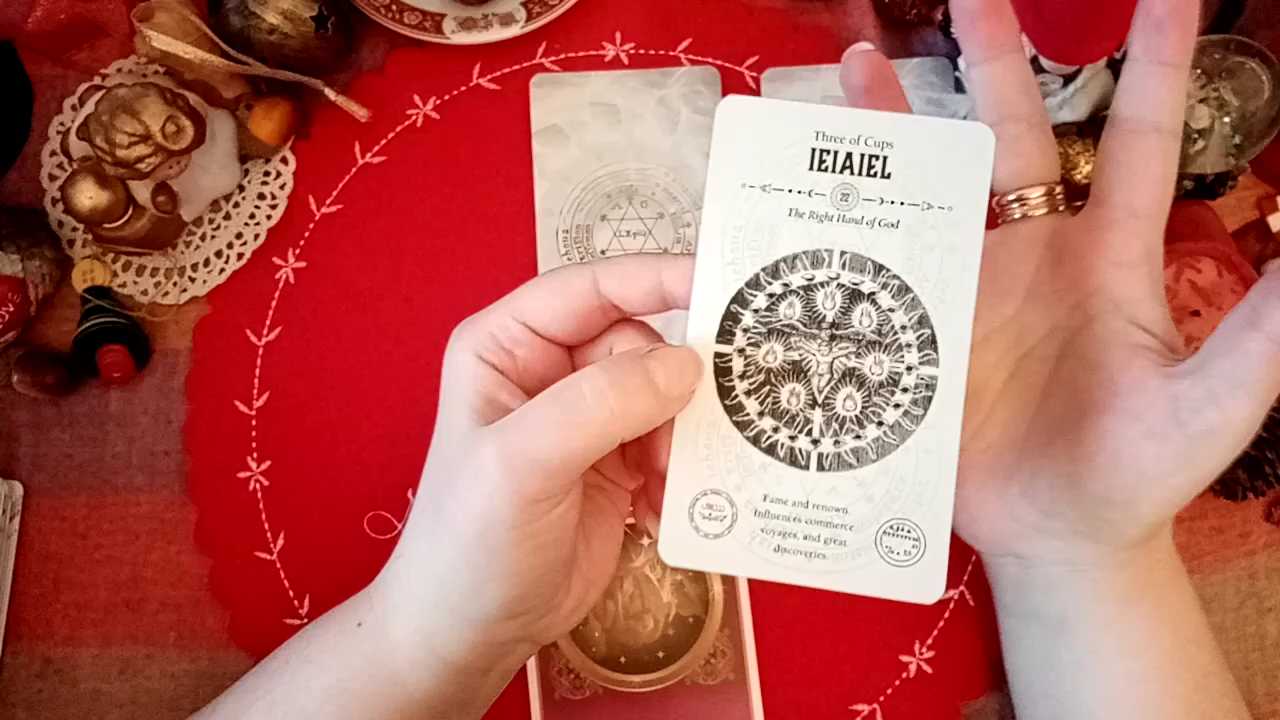 Three of Cups
IEIAIEL
22
The Right Hand of God
Fame and renown.
Influences commerce,
voyages, and great
discoveries.